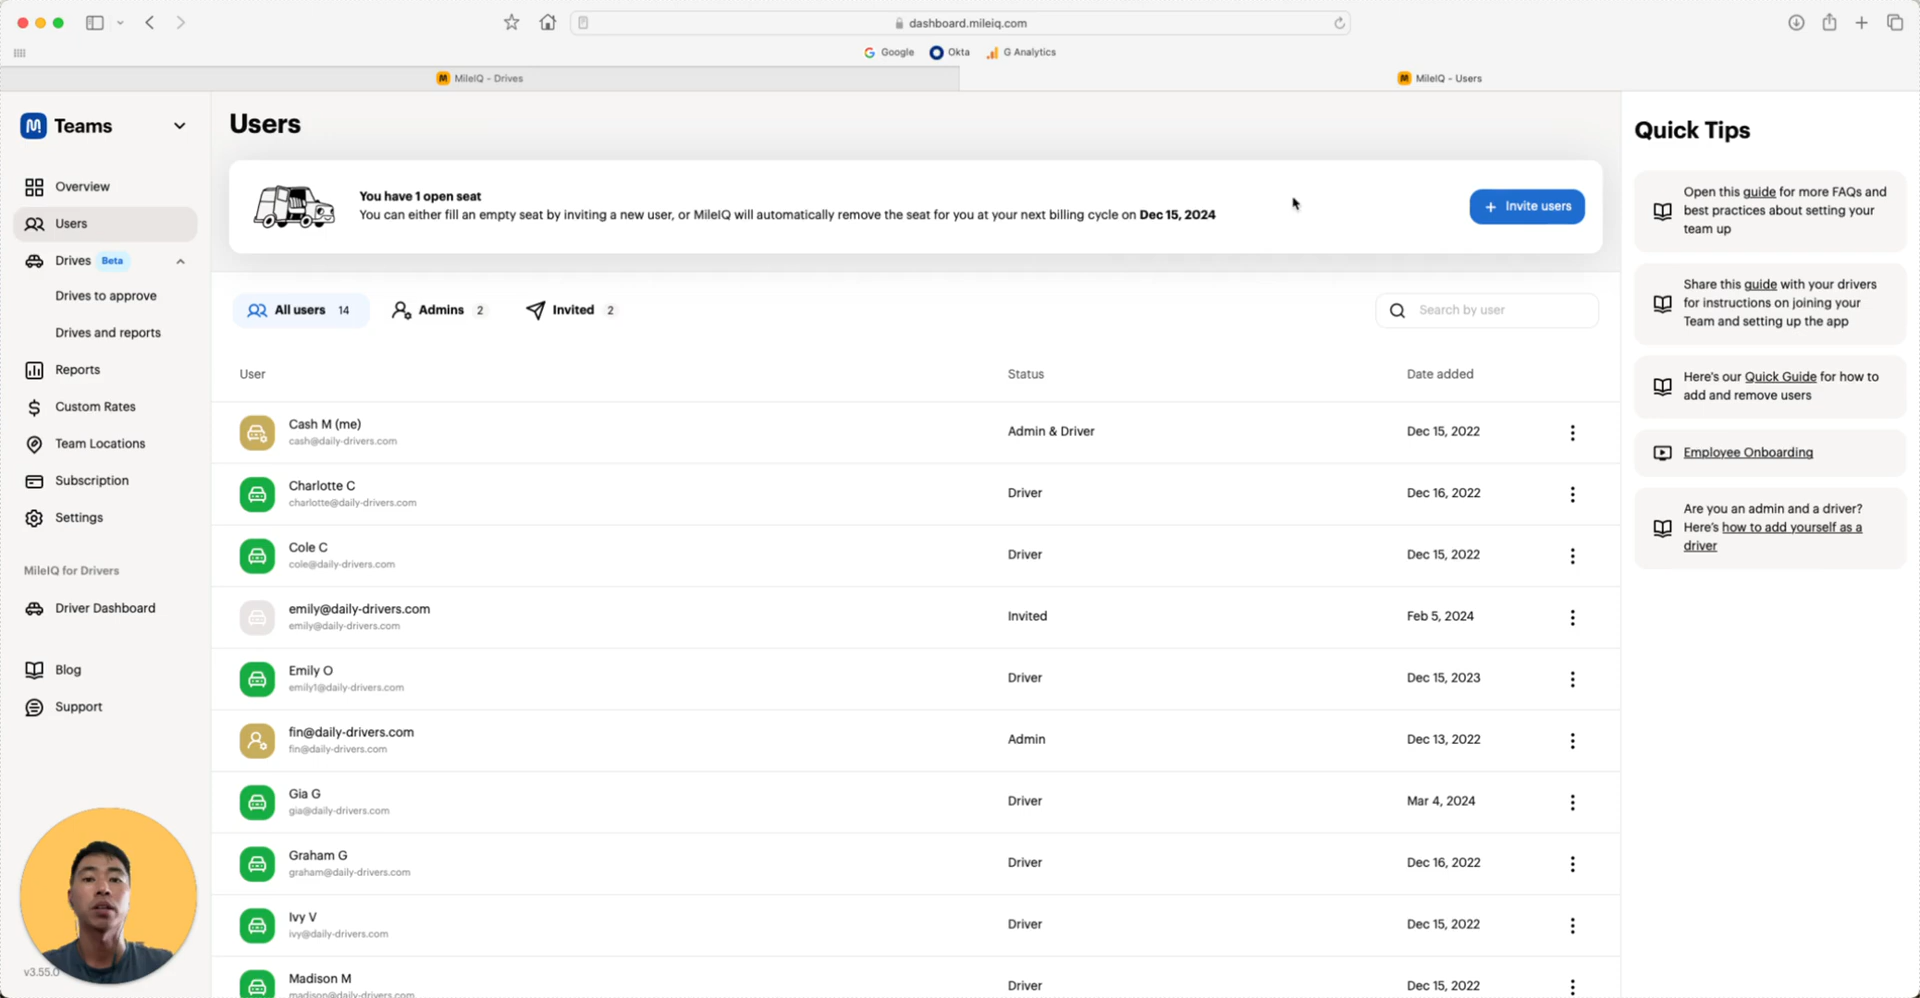 dashboard.mileiq.com
Google
Okta
G Analytics
MileIQ - Drives
MileIQ - Users
Teams
Overview
Users
Drives Beta
Drives to approve
Drives and reports
Reports
Custom Rates
Team Locations
Subscription
Settings
MileIQ for Drivers
Driver Dashboard
Blog
Support
v3.55.0
Users
You have 1 open seat
You can either fill an empty seat by inviting a new user, or MileIQ will automatically remove the seat for you at your next billing cycle on Dec 15, 2024
+ Invite users
All users 14
Admins 2
Invited 2
Search by user
User Status Date added
Cash M (me)
cash@daily-drivers.com
Admin & Driver
Dec 15, 2022
Charlotte C
charlotte@daily-drivers.com
Driver
Dec 16, 2022
Cole C
cole@daily-drivers.com
Driver
Dec 15, 2022
emily@daily-drivers.com
emily@daily-drivers.com
Invited
Feb 5, 2024
Emily O
emily1@daily-drivers.com
Driver
Dec 15, 2023
fin@daily-drivers.com
fin@daily-drivers.com
Admin
Dec 13, 2022
Gia G
gia@daily-drivers.com
Driver
Mar 4, 2024
Graham G
graham@daily-drivers.com
Driver
Dec 16, 2022
Ivy V
ivy@daily-drivers.com
Driver
Dec 15, 2022
Madison M
madison@daily-drivers.com
Driver
Dec 15, 2022
Quick Tips
Open this guide for more FAQs and
best practices about setting your
team up
Share this guide with your drivers
for instructions on joining your
Team and setting up the app
Here's our Quick Guide for how to
add and remove users
Employee Onboarding
Are you an admin and a driver?
Here's how to add yourself as a
driver